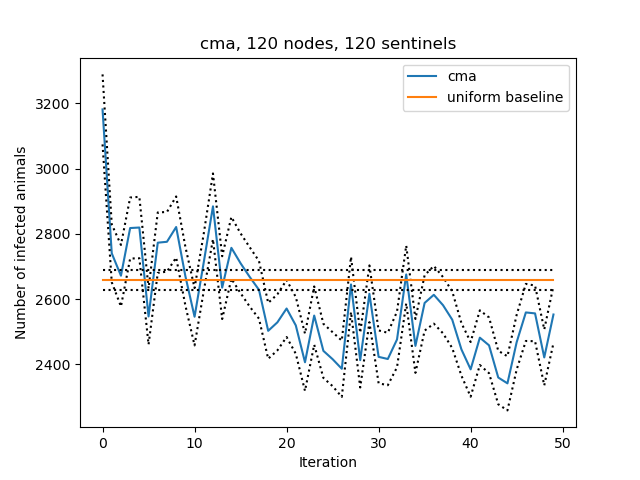 cma, 120 nodes, 120 sentinels
cma
uniform baseline
3200
3000
2800
2600
2400
Number of infected animals
0 10 20 30 40 50
Iteration